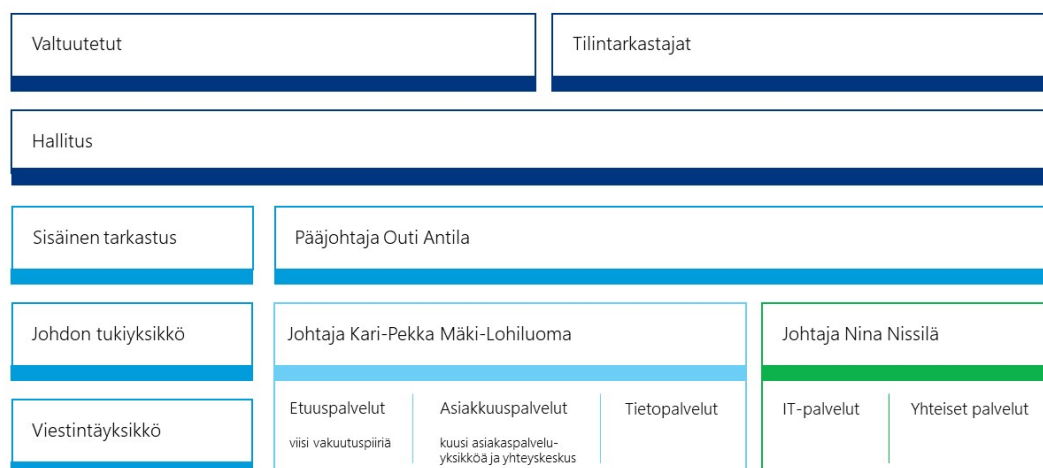 Valtuutetut
Tilintarkastajat
Hallitus
Sisäinen tarkastus
Pääjohtaja Outi Antila
Johdon tukiyksikkö
Johtaja Kari-Pekka Mäki-Lohiluoma
Johtaja Nina Nissilä
Viestintäyksikkö
Etuuspalvelut
viisi vakuutuspiiriä
Asiakkuuspalvelut
kuusi asiakaspalvelu-
yksikköä ja yhteyskeskus
Tietopalvelut
IT-palvelut
Yhteiset palvelut